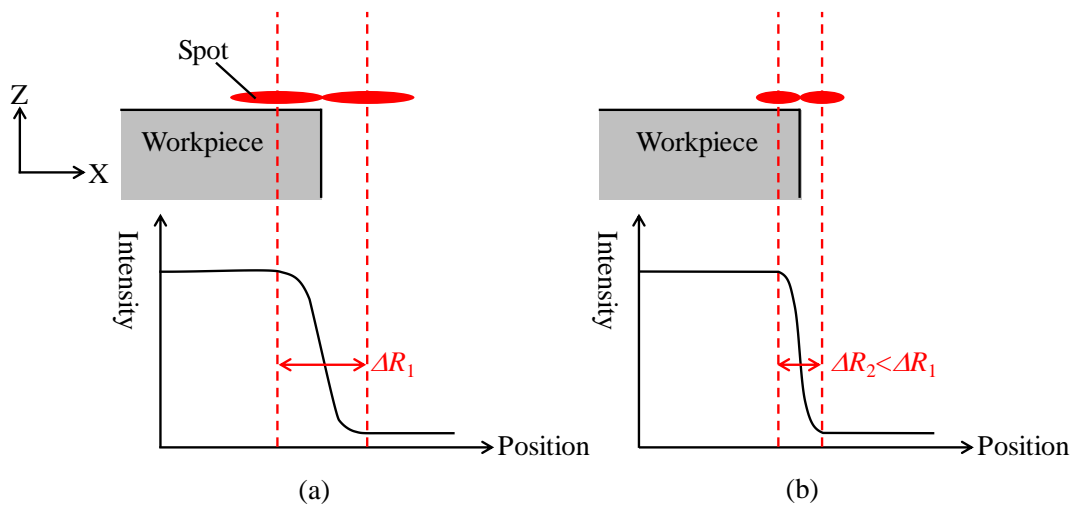 Spot
Z
Workpiece
X
Intensity
ΔR₁
Position
(a)
Workpiece
Intensity
ΔR₂<ΔR₁
Position
(b)